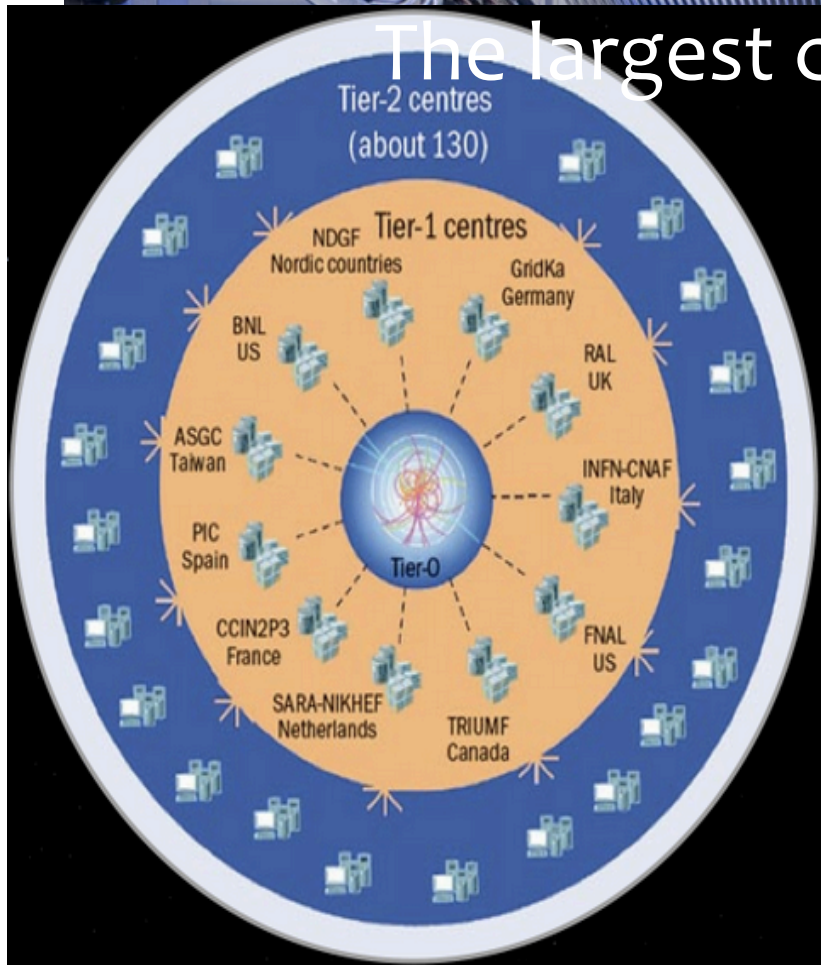 The largest
Tier-2 centres
(about 130)
Tier-1 centres
NDGF
Nordic countries
GridKa
Germany
BNL
US
RAL
UK
ASGC
Taiwan
INFN-CNAF
Italy
PIC
Spain
Tier-0
CCIN2P3
France
FNAL
US
SARA-NIKHEF
Netherlands
TRIUMF
Canada